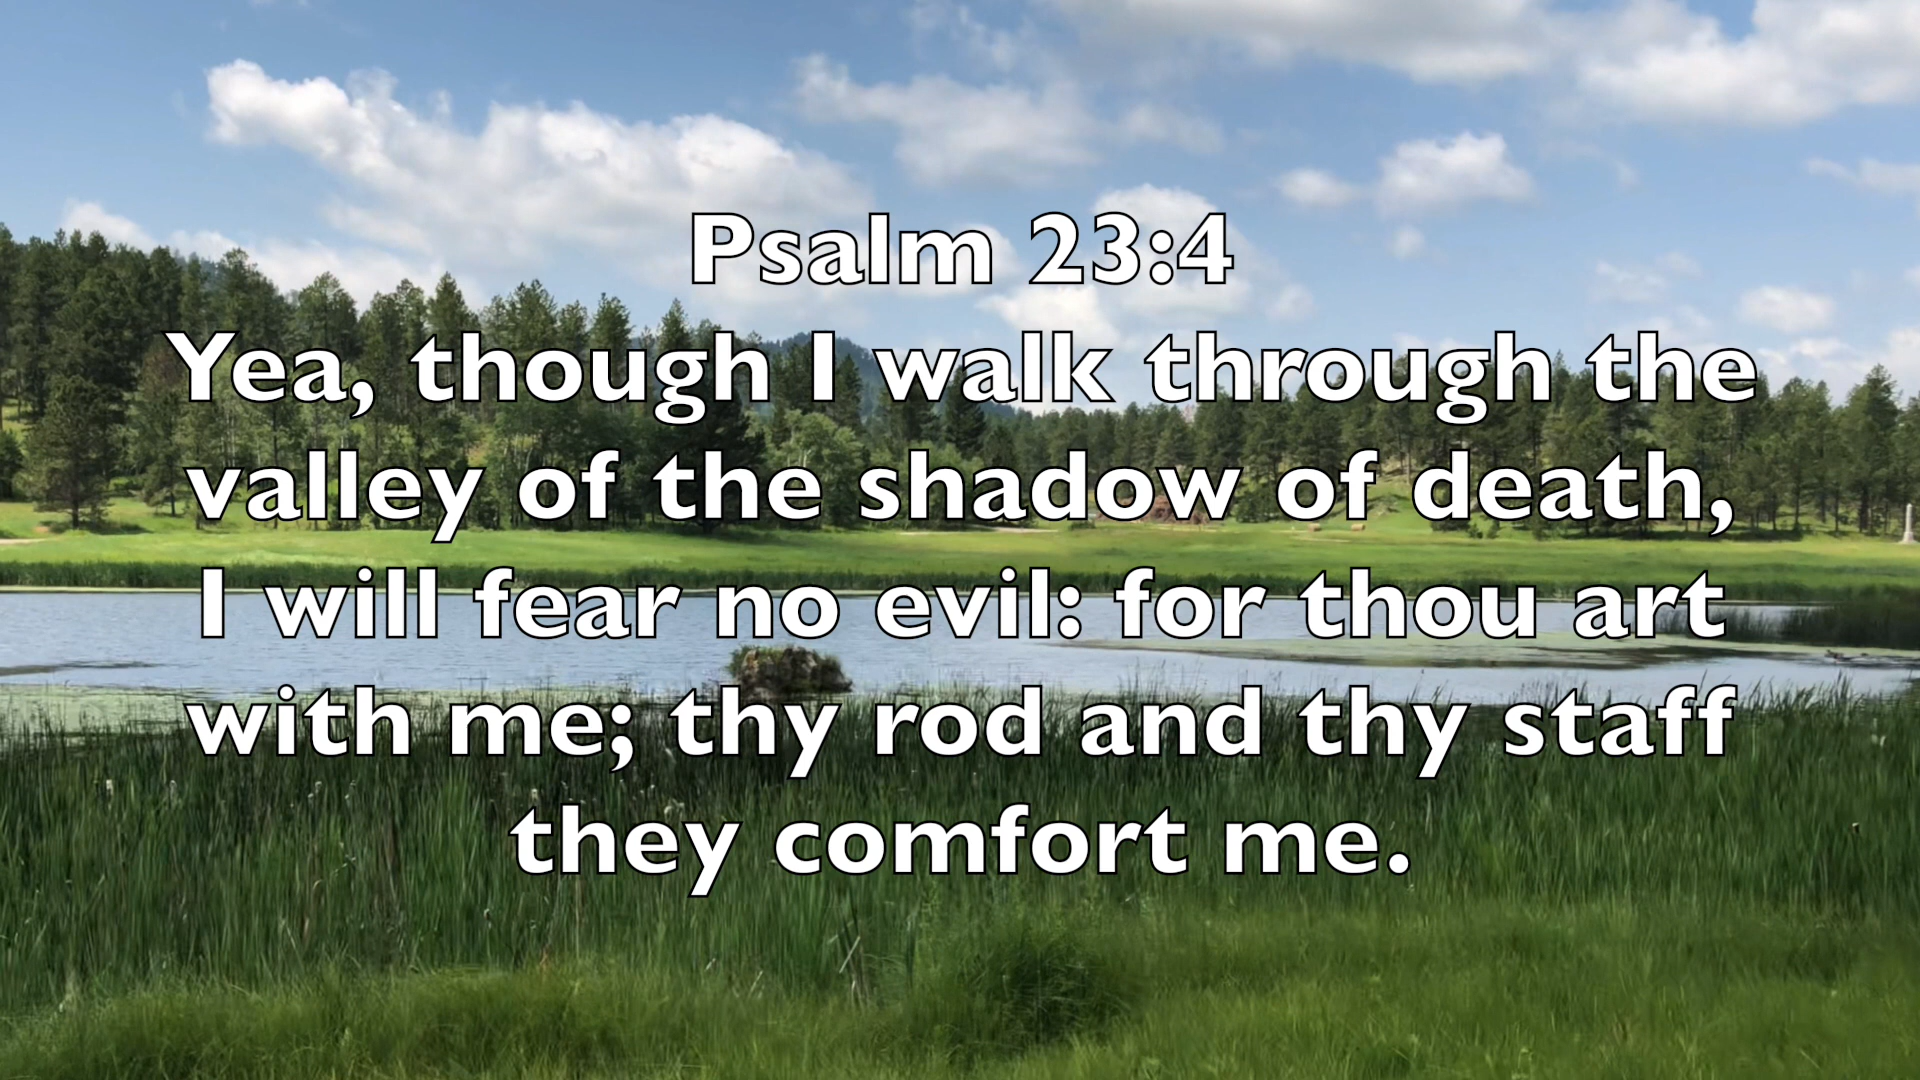 Psalm 23:4
Yea, though I walk through the
valley of the shadow of death,
I will fear no evil: for thou art
with me; thy rod and thy staff
they comfort me.